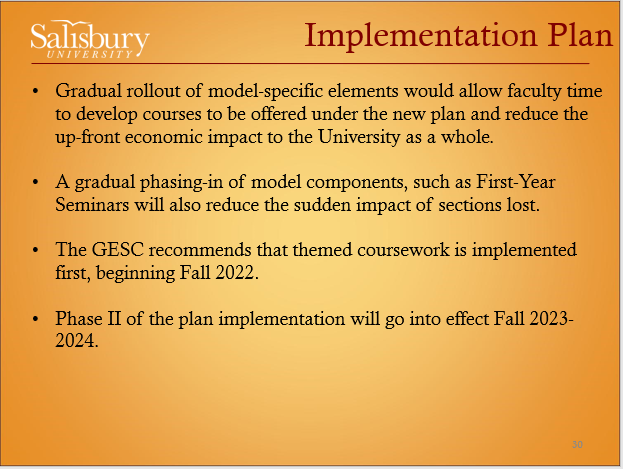 Salisbury
UNIVERSITY
Implementation Plan
• Gradual rollout of model-specific elements would allow faculty time
to develop courses to be offered under the new plan and reduce the
up-front economic impact to the University as a whole.
• A gradual phasing-in of model components, such as First-Year
Seminars will also reduce the sudden impact of sections lost.
• The GESC recommends that themed coursework is implemented
first, beginning Fall 2022.
• Phase II of the plan implementation will go into effect Fall 2023-
2024.
30